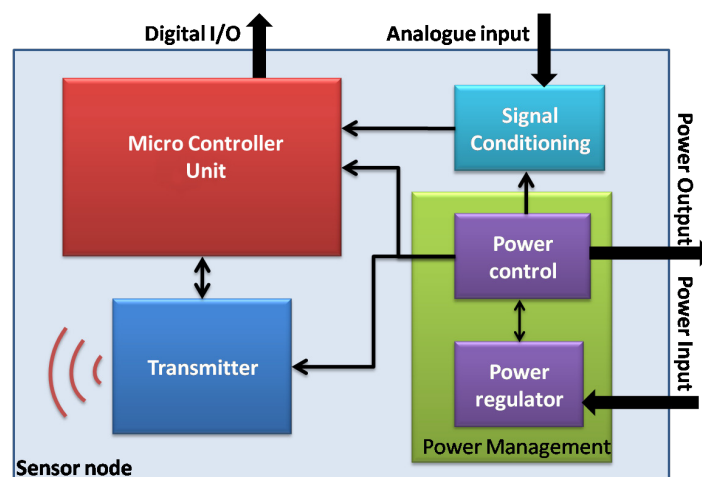 Digital I/O
Analogue input
Micro Controller
Unit
Signal
Conditioning
Power Output
Power
control
Power Input
Transmitter
Power
regulator
Power Management
Sensor node